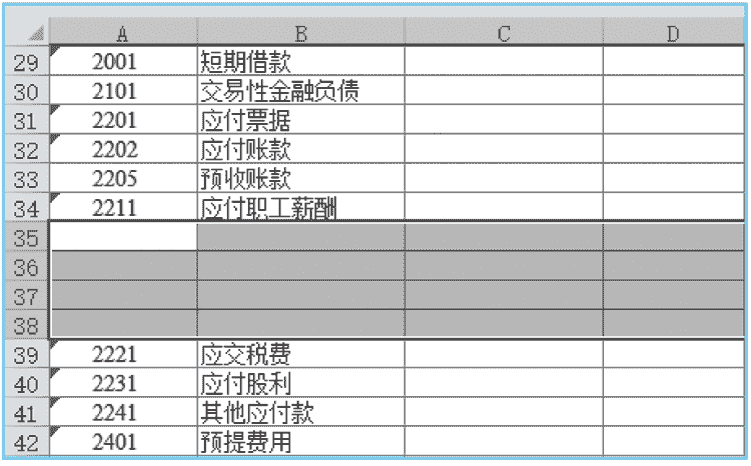 A B C D
29 2001 短期借款
30 2101 交易性金融负债
31 2201 应付票据
32 2202 应付账款
33 2205 预收账款
34 2211 应付职工薪酬
35
36
37
38
39 2221 应交税费
40 2231 应付股利
41 2241 其他应付款
42 2401 预提费用